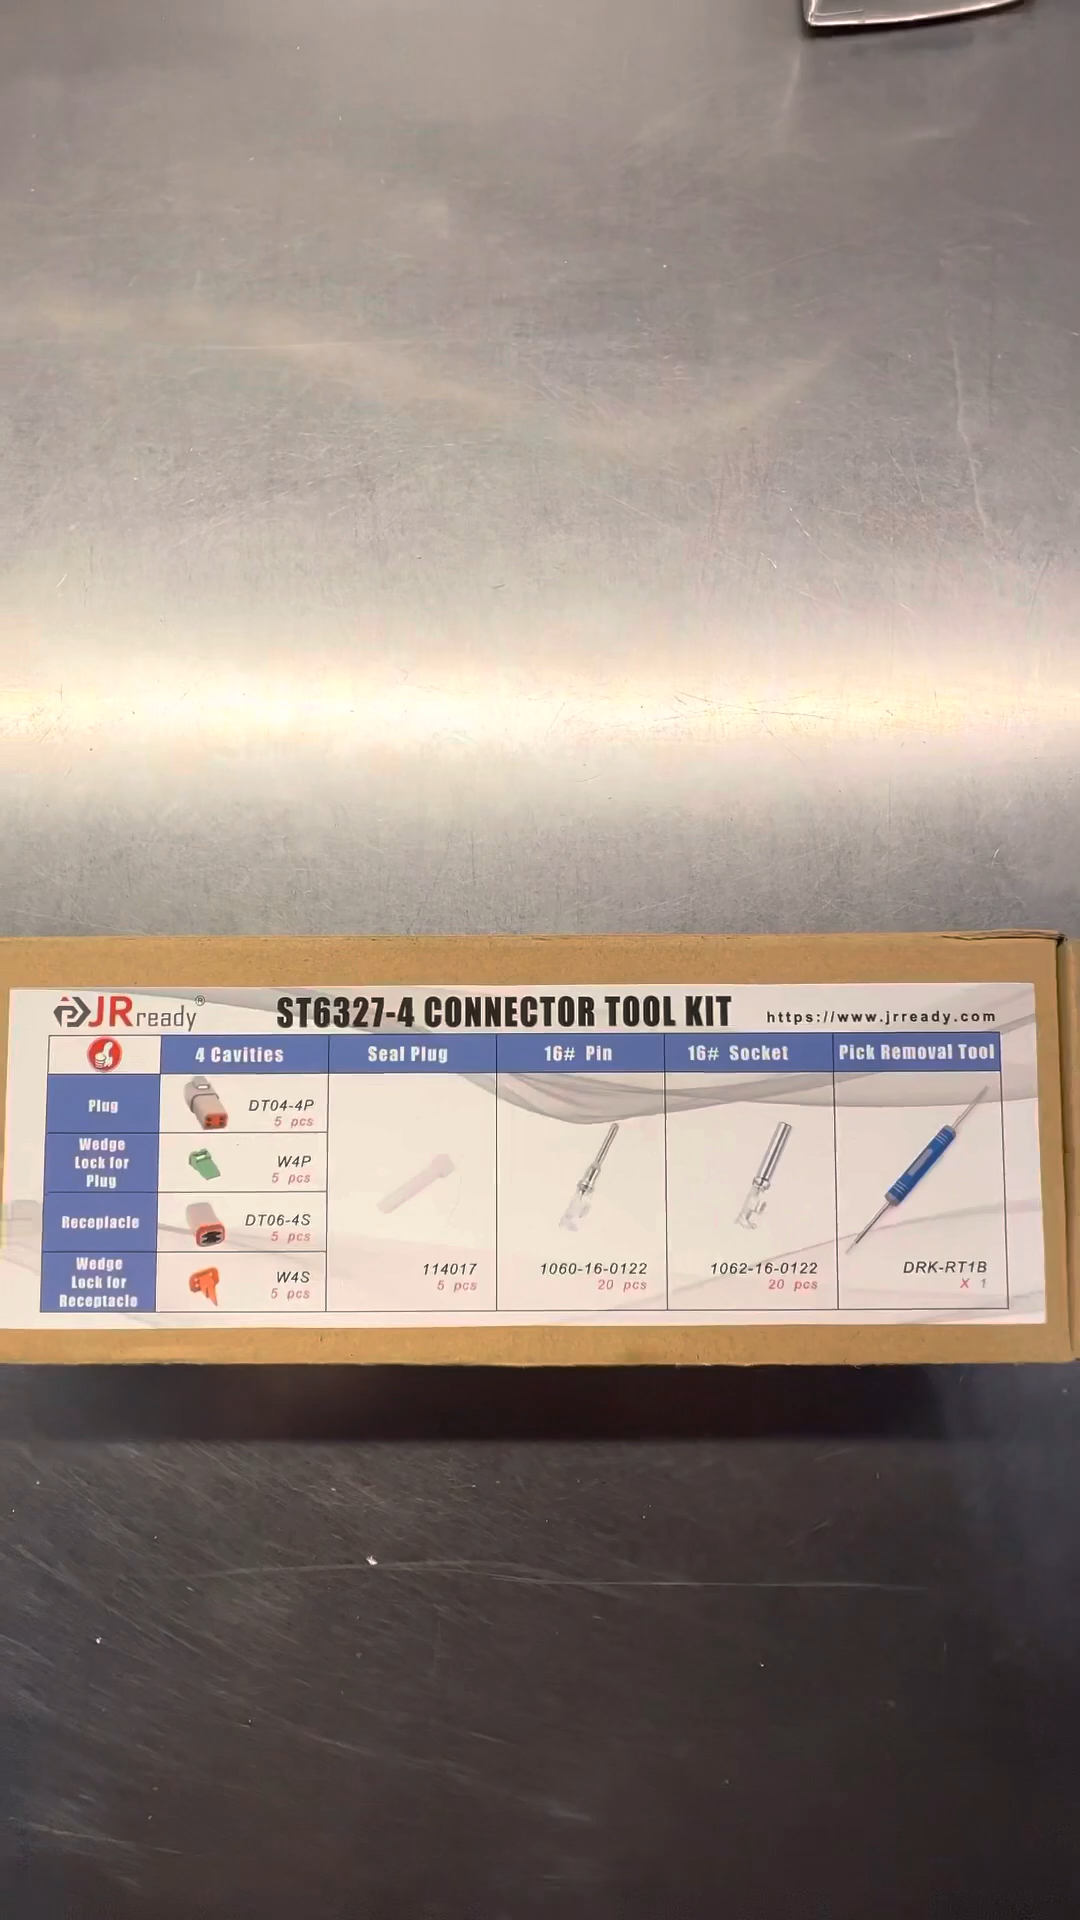 JRready®
ST6327-4 CONNECTOR TOOL KIT
https://www.jrready.com
4 Cavities
Seal Plug
16# Pin
16# Socket
Pick Removal Tool
Plug
DT04-4P
5 pcs
Wedge
Lock for
Plug
W4P
5 pcs
Receplacle
DT06-4S
5 pcs
Wedge
Lock for
Receptacle
W4S
5 pcs
114017
5 pcs
1060-16-0122
20 pcs
1062-16-0122
20 pcs
DRK-RT1B
X 1